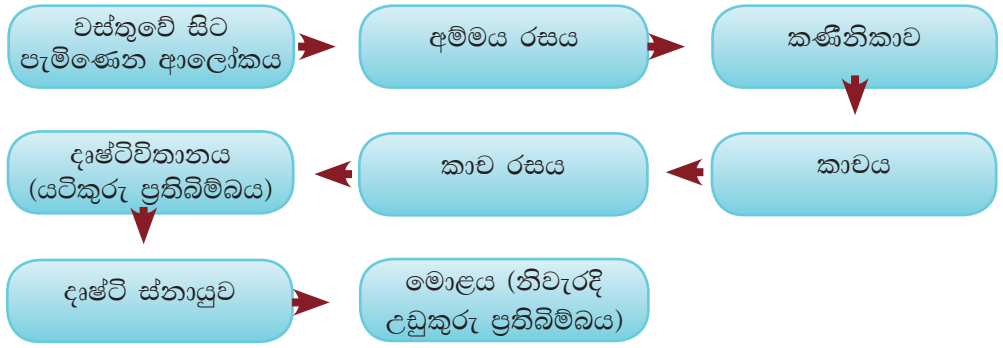 වස්තුවේ සිට
පැමිණෙන ආලෝකය
අම්මය රසය
කණීනිකාව
කාචය
කාච රසය
දෘෂ්ටිවිතානය
(යටිකුරු ප්‍රතිබිම්බය)
දෘෂ්ටි ස්නායුව
මොළය (නිවැරදි
උඩුකුරු ප්‍රතිබිම්බය)